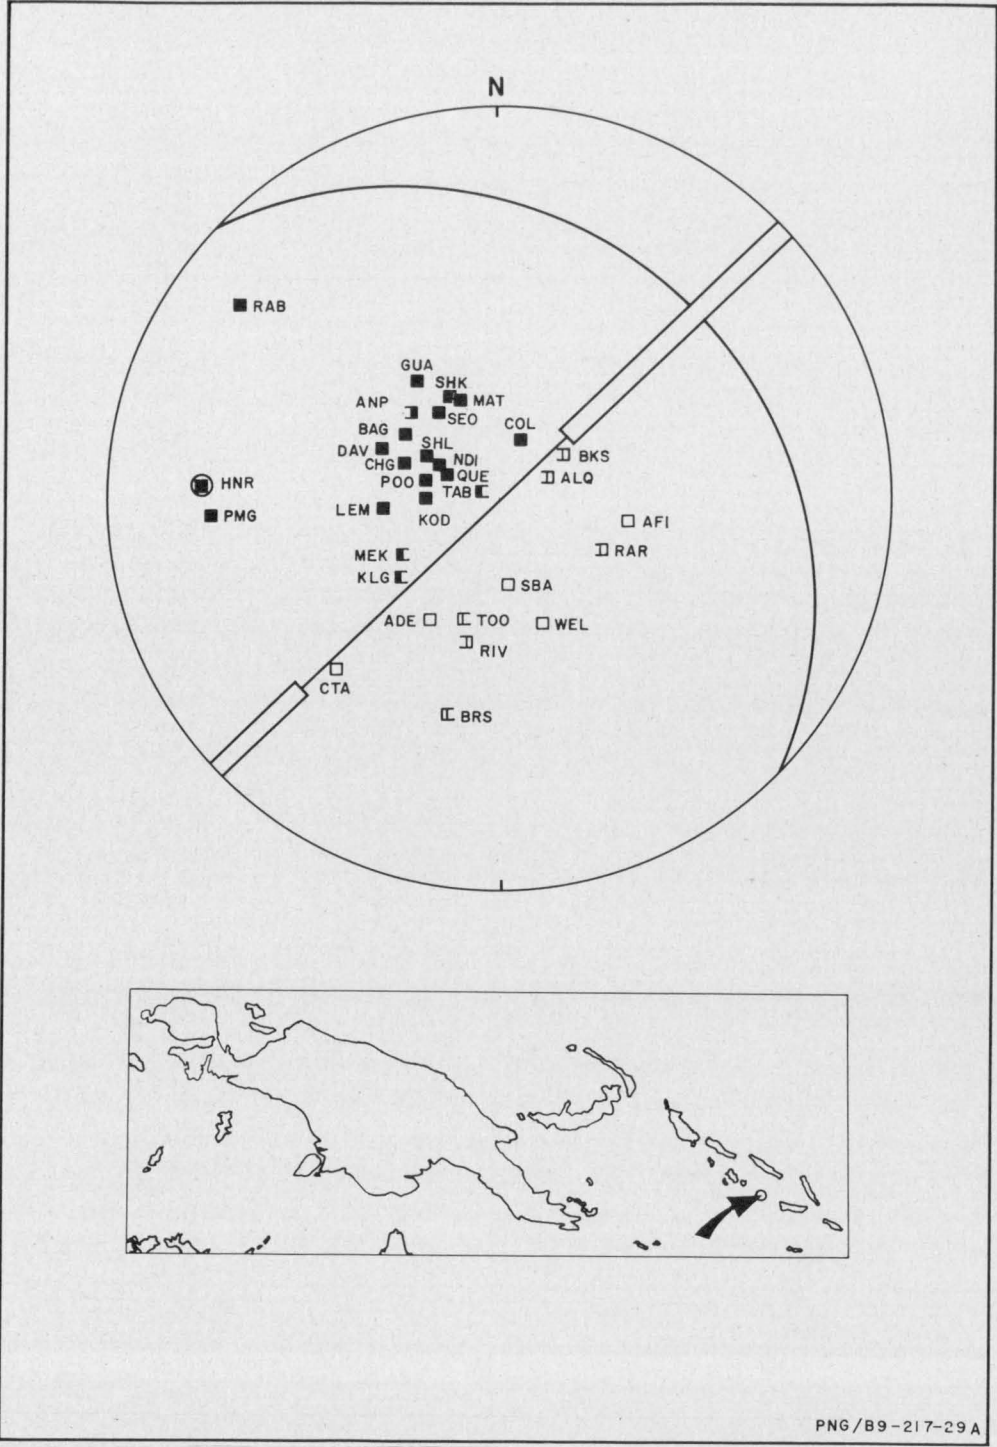 N
RAB
GUA
SHK
ANP
MAT
SEO
BAG
COL
DAV
SHL
CHG
NDI
BKS
QUE
POO
ALQ
TAB
HNR
LEM
KOD
PMG
AFI
MEK
RAR
KLG
SBA
ADE
TOO
WEL
RIV
CTA
BRS
PNG/B9-217-29A